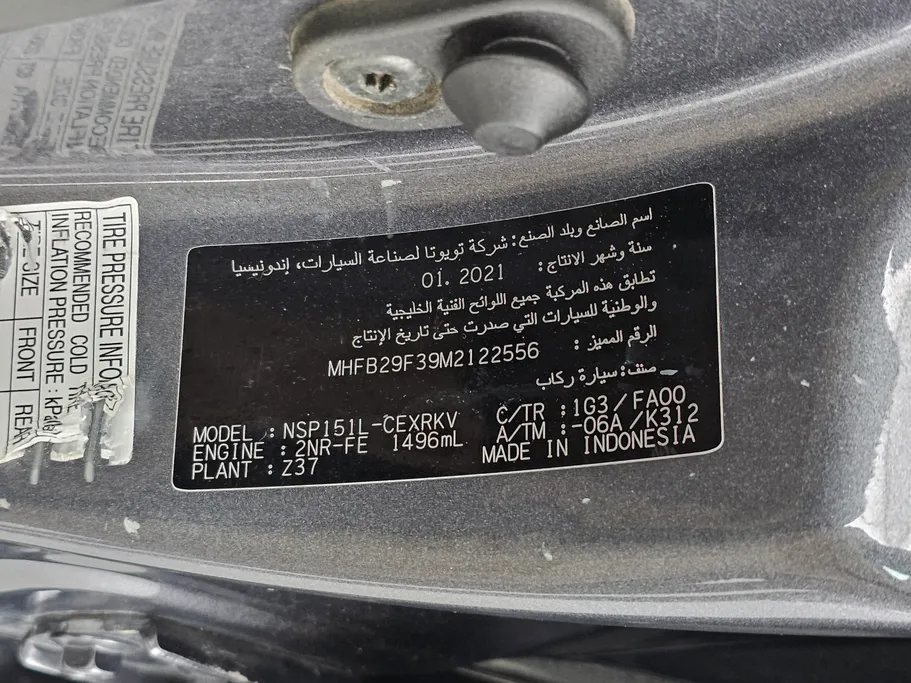 اسم الصانع وبلد الصنع: شركة تويوتا لصناعة السيارات، إندونيسيا
سنة وشهر الانتاج: 01. 2021
تطابق هذه المركبة جميع اللوائح الفنية الخليجية
والوطنية للسيارات التي صدرت حتى تاريخ الإنتاج
الرقم المميز: MHFB29F39M2122556
صنف: سيارة ركاب
MODEL : NSP151L-CEXRKV C/TR : 1G3/FA00
ENGINE : 2NR-FE 1496mL A/TM : -06A/K312
PLANT : Z37 MADE IN INDONESIA
TIRE PRESSURE INFO
RECOMMENDED COLD
INFLATION PRESSURE : kPa
TIRE SIZE FRONT